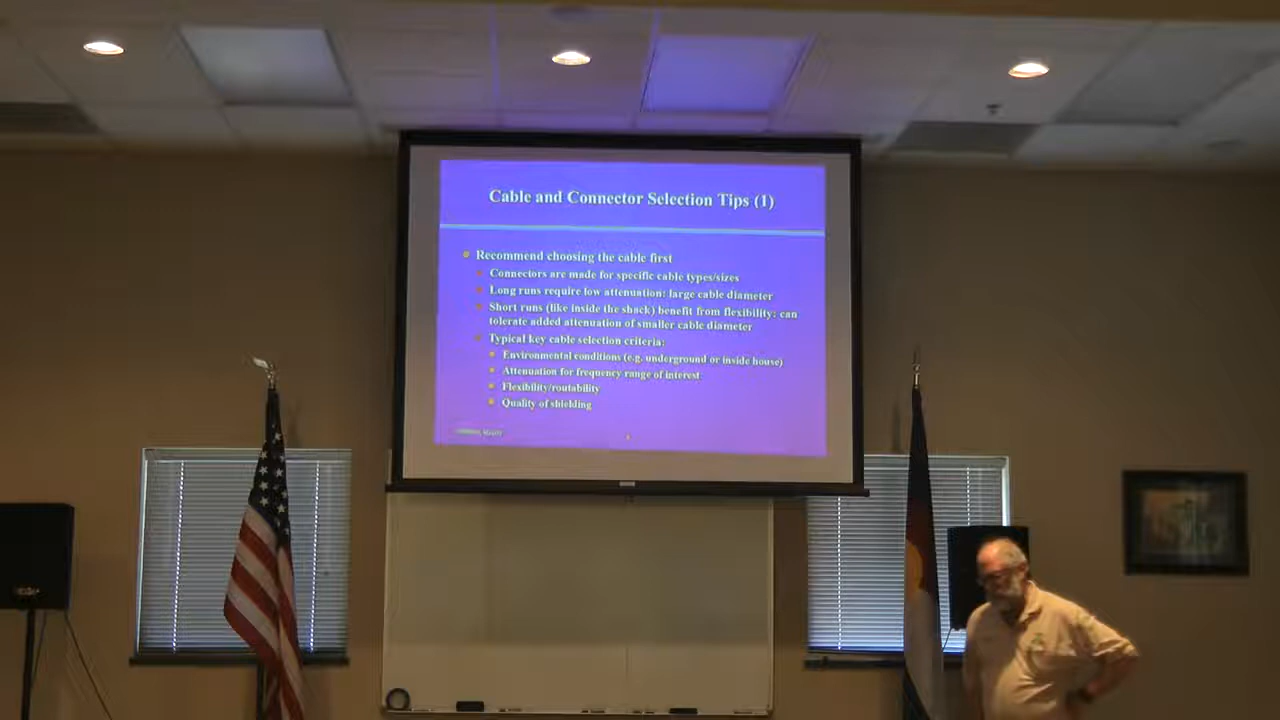 Cable and Connector Selection Tips (1)
Recommend choosing the cable first
Connectors are made for specific cable types/sizes
Long runs require low attenuation: large cable diameter
Short runs (like inside the shack) benefit from flexibility: can
tolerate added attenuation of smaller cable diameter
Typical key cable selection criteria:
Environmental conditions (e.g. underground or inside house)
Attenuation for frequency range of interest
Flexibility/routability
Quality of shielding